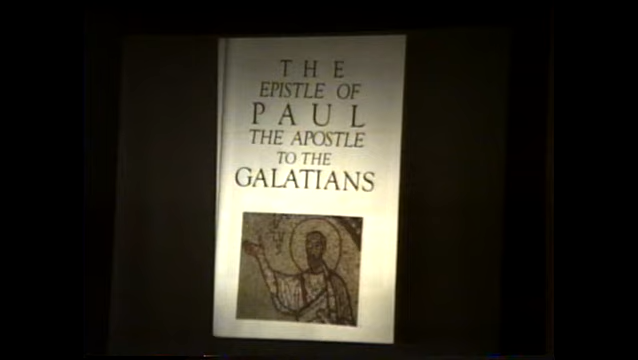 THE
EPISTLE OF
PAUL
THE APOSTLE
TO THE
GALATIANS